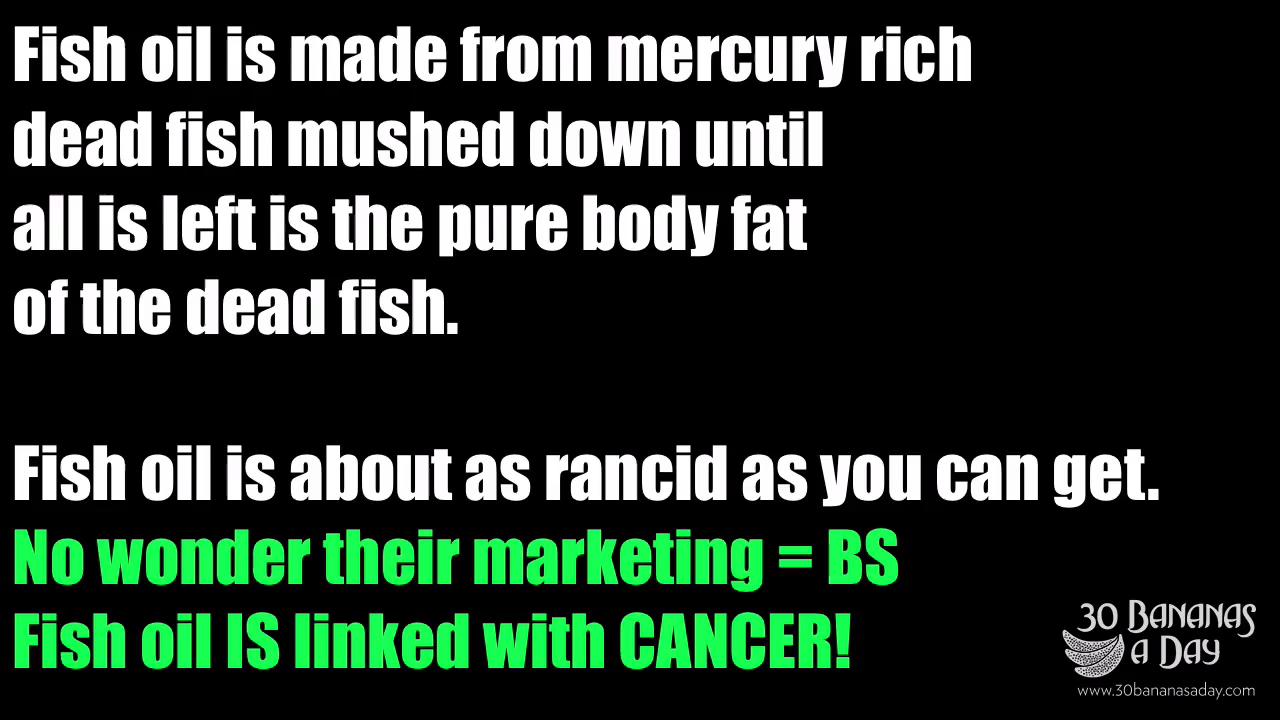 Fish oil is made from mercury rich
dead fish mushed down until
all is left is the pure body fat
of the dead fish.
Fish oil is about as rancid as you can get.
No wonder their marketing = BS
Fish oil IS linked with CANCER!
30 BANANAS
A DAY
www.30bananasaday.com